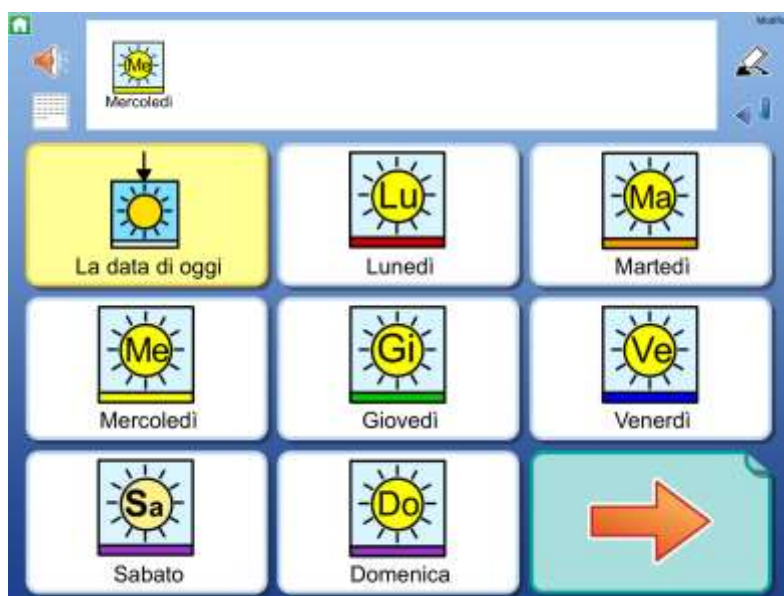 Me
Mercoledì
La data di oggi
Lu
Lunedì
Ma
Martedì
Me
Mercoledì
Gi
Giovedì
Ve
Venerdì
Sa
Sabato
Do
Domenica